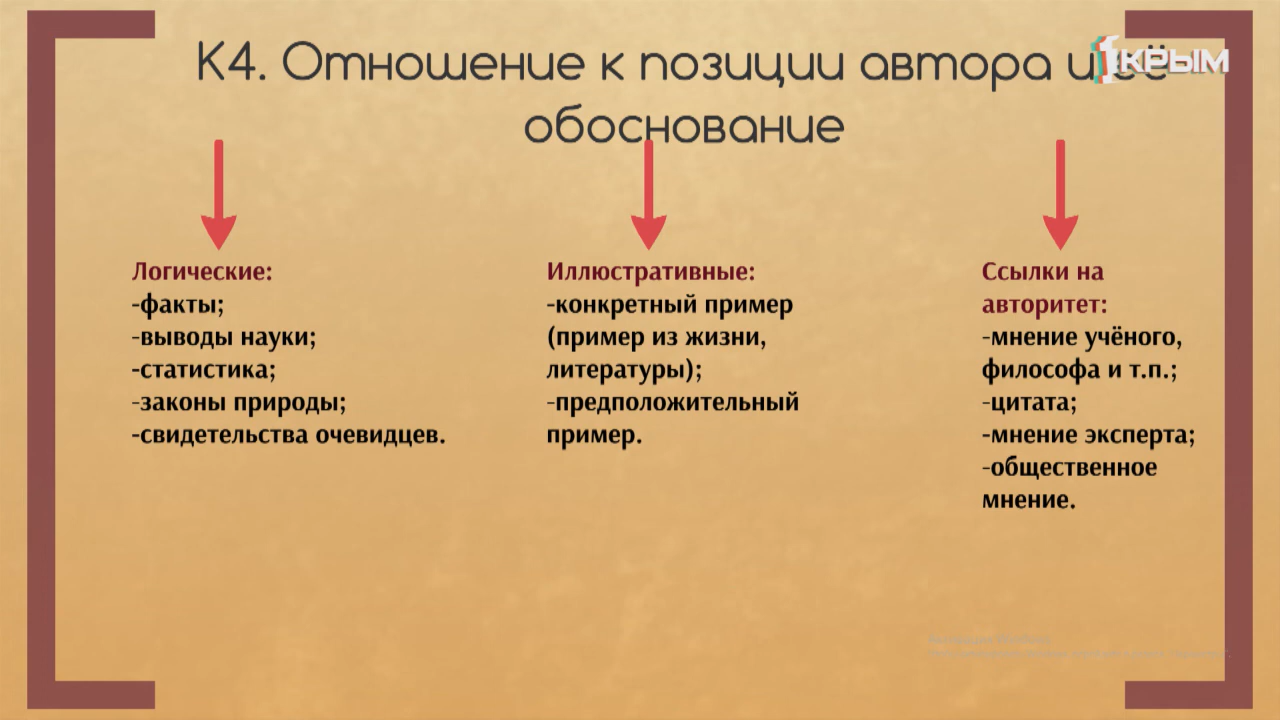 К4. Отношение к позиции автора и её
обоснование
1КРЫМ
Логические:
-факты;
-выводы науки;
-статистика;
-законы природы;
-свидетельства очевидцев.
Иллюстративные:
-конкретный пример
(пример из жизни,
литературы);
-предположительный
пример.
Ссылки на
авторитет:
-мнение учёного,
философа и т.п.;
-цитата;
-мнение эксперта;
-общественное
мнение.